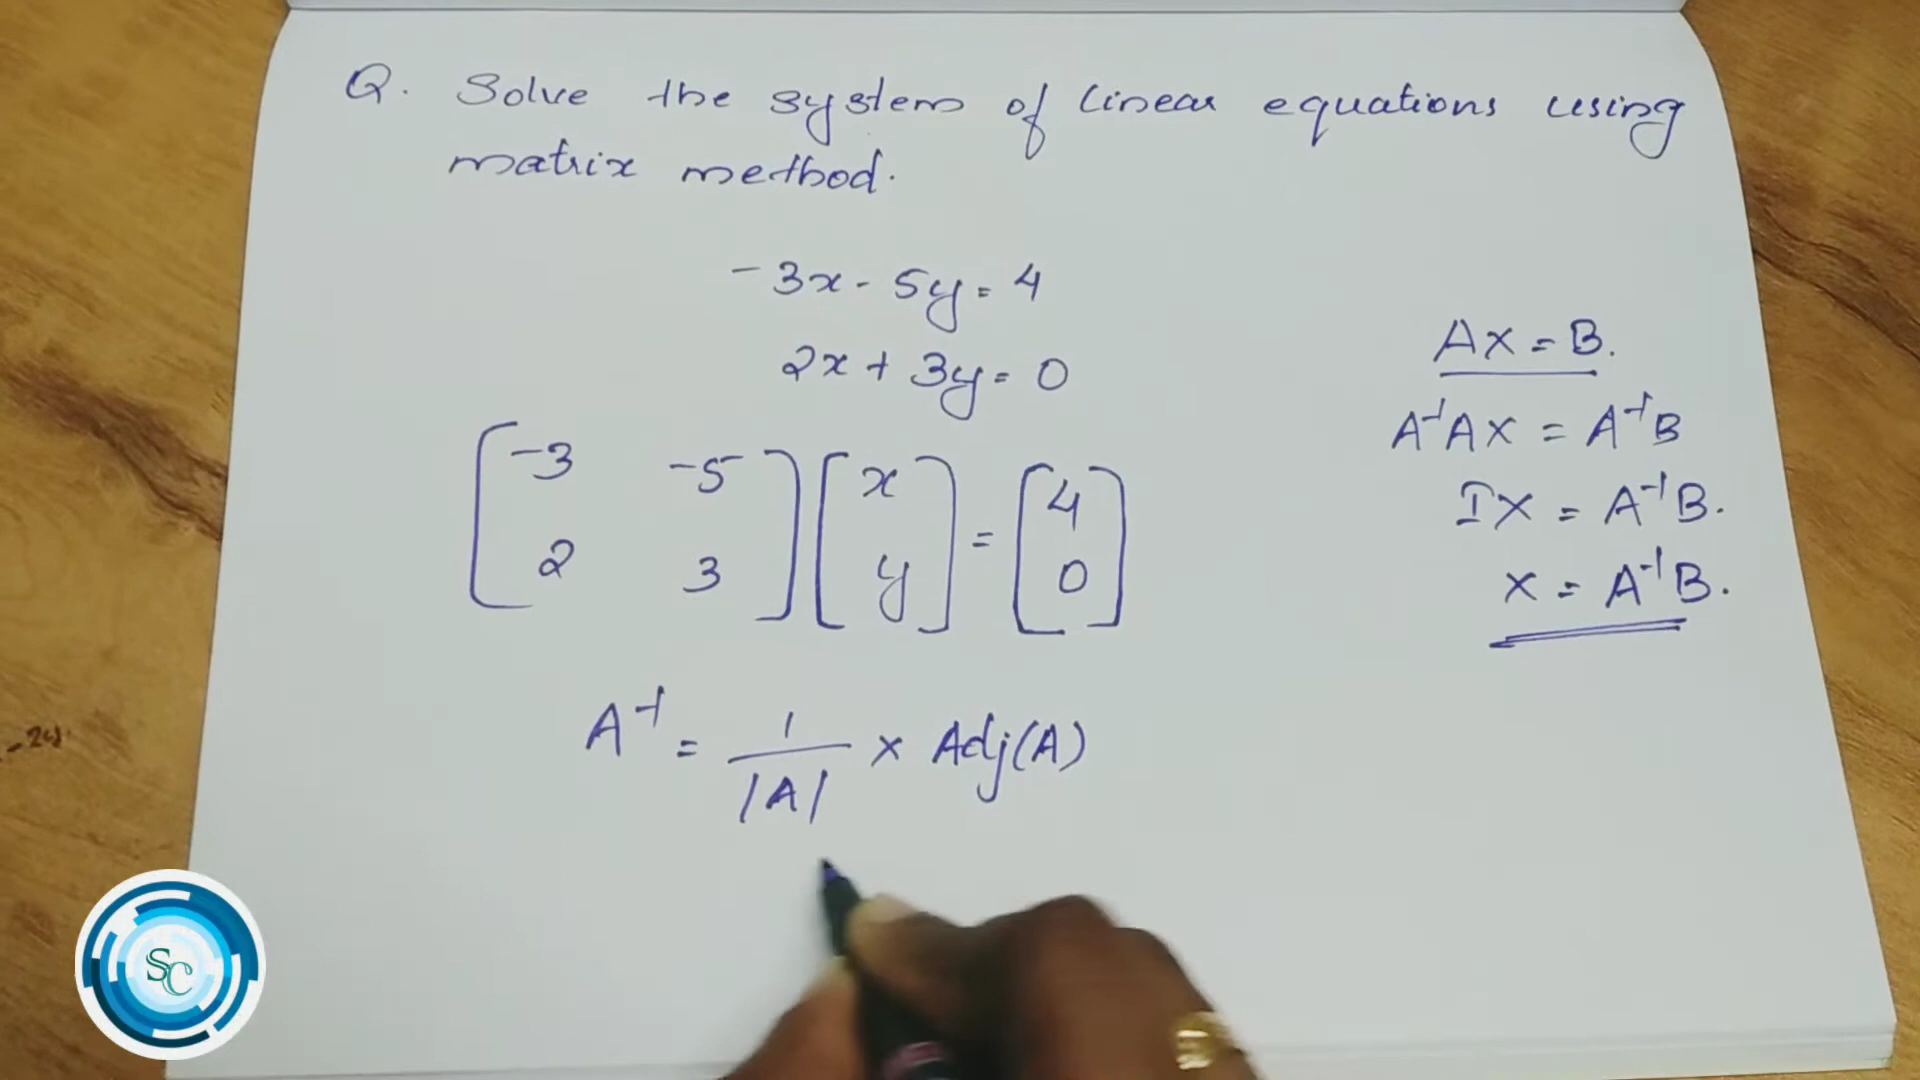 Q. Solve the system of linear equations using
matrix method.
-3x - 5y = 4
2x + 3y = 0
[-3 -5
2 3] [x
y] = [4
0]
A⁻¹ = 1/|A| × Adj(A)
AX = B.
A⁻¹AX = A⁻¹B
IX = A⁻¹B.
X = A⁻¹B.
SC